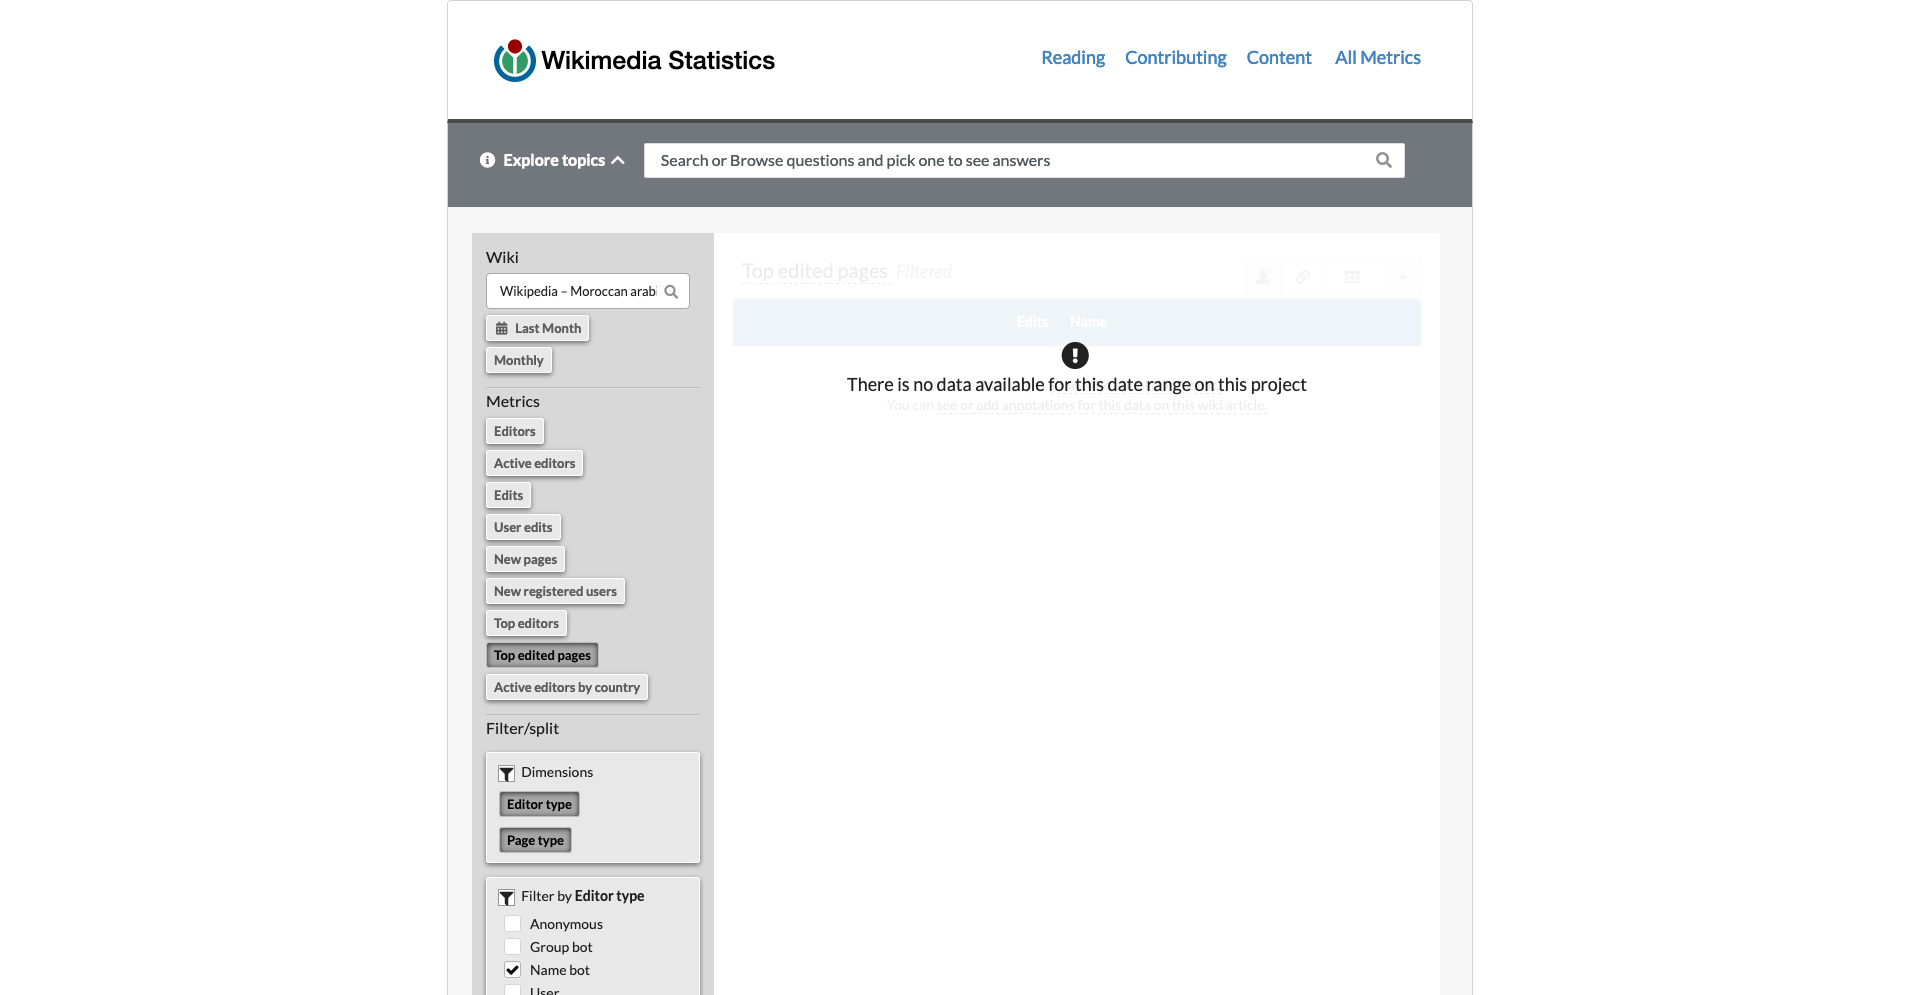 Wikimedia Statistics
Reading Contributing Content All Metrics
Explore topics
Search or Browse questions and pick one to see answers
Wiki
Wikipedia – Moroccan arabi
Last Month
Monthly
Metrics
Editors
Active editors
Edits
User edits
New pages
New registered users
Top editors
Top edited pages
Active editors by country
Filter/split
Dimensions
Editor type
Page type
Filter by Editor type
Anonymous
Group bot
Name bot
User
Top edited pages Filtered
Edits Name
There is no data available for this date range on this project
You can see or add annotations for this data on this wiki article.